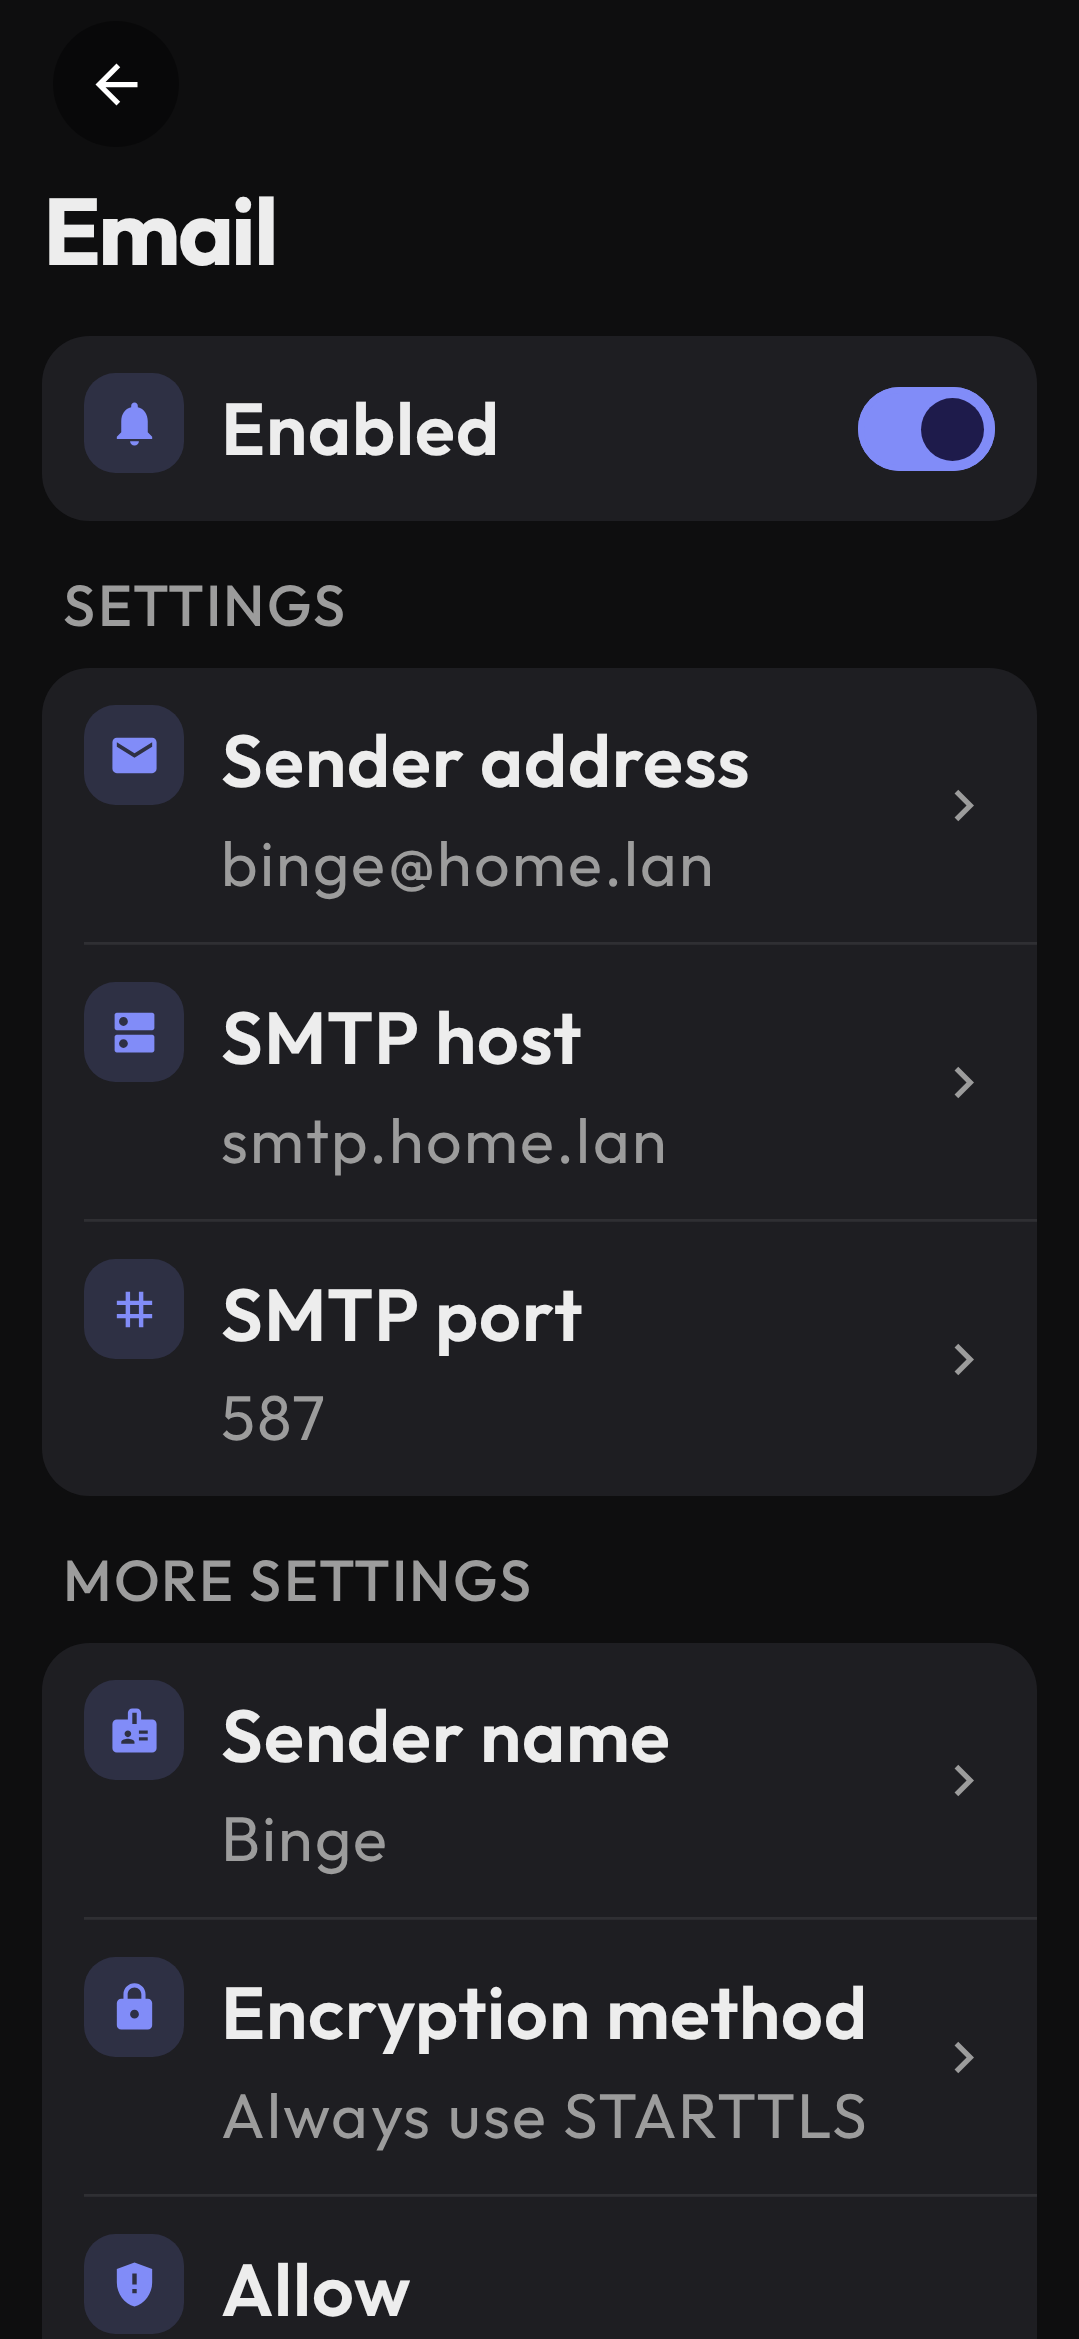 Email
Enabled
SETTINGS
Sender address
binge@home.lan
SMTP host
smtp.home.lan
SMTP port
587
MORE SETTINGS
Sender name
Binge
Encryption method
Always use STARTTLS
Allow